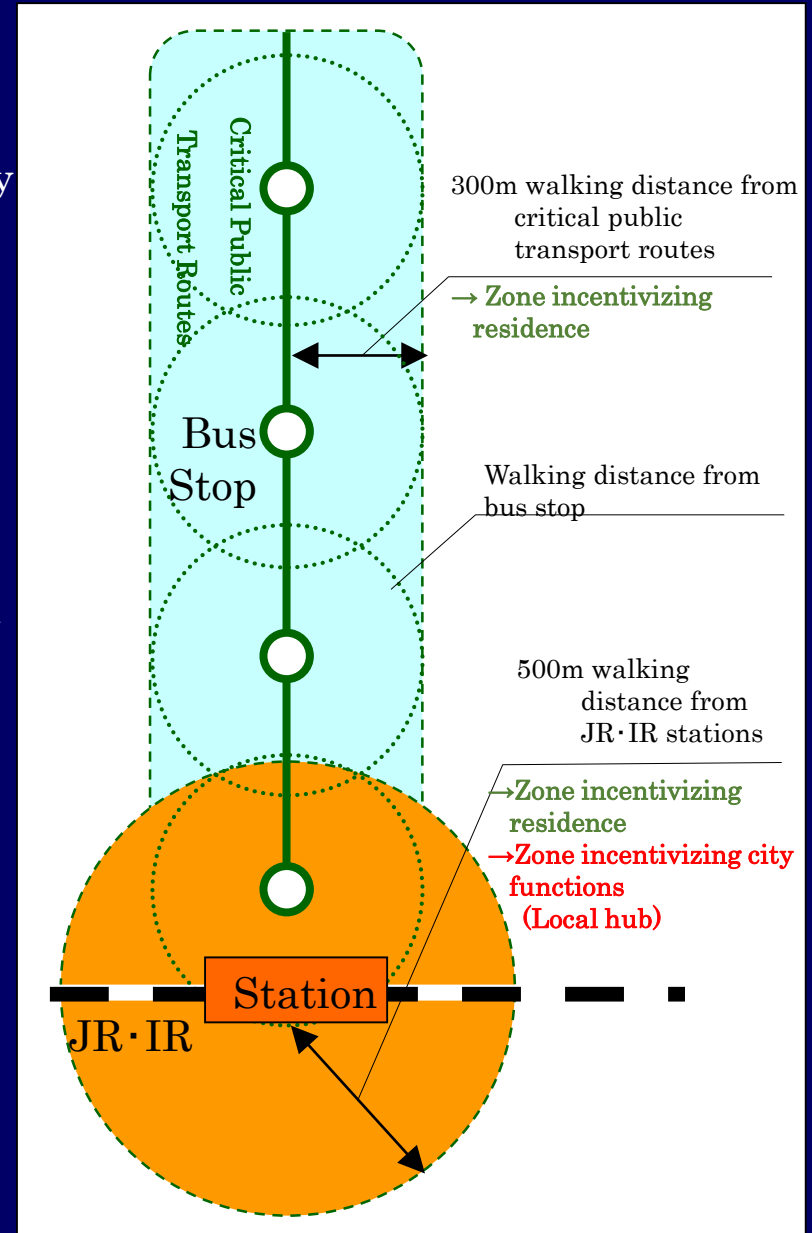 y
Critical Public
Transport Routes
300m walking distance from
critical public
transport routes
→ Zone incentivizing
residence
Bus
Stop
Walking distance from
bus stop
500m walking
distance from
JR･IR stations
→Zone incentivizing
residence
→Zone incentivizing city
functions
(Local hub)
Station
JR･IR